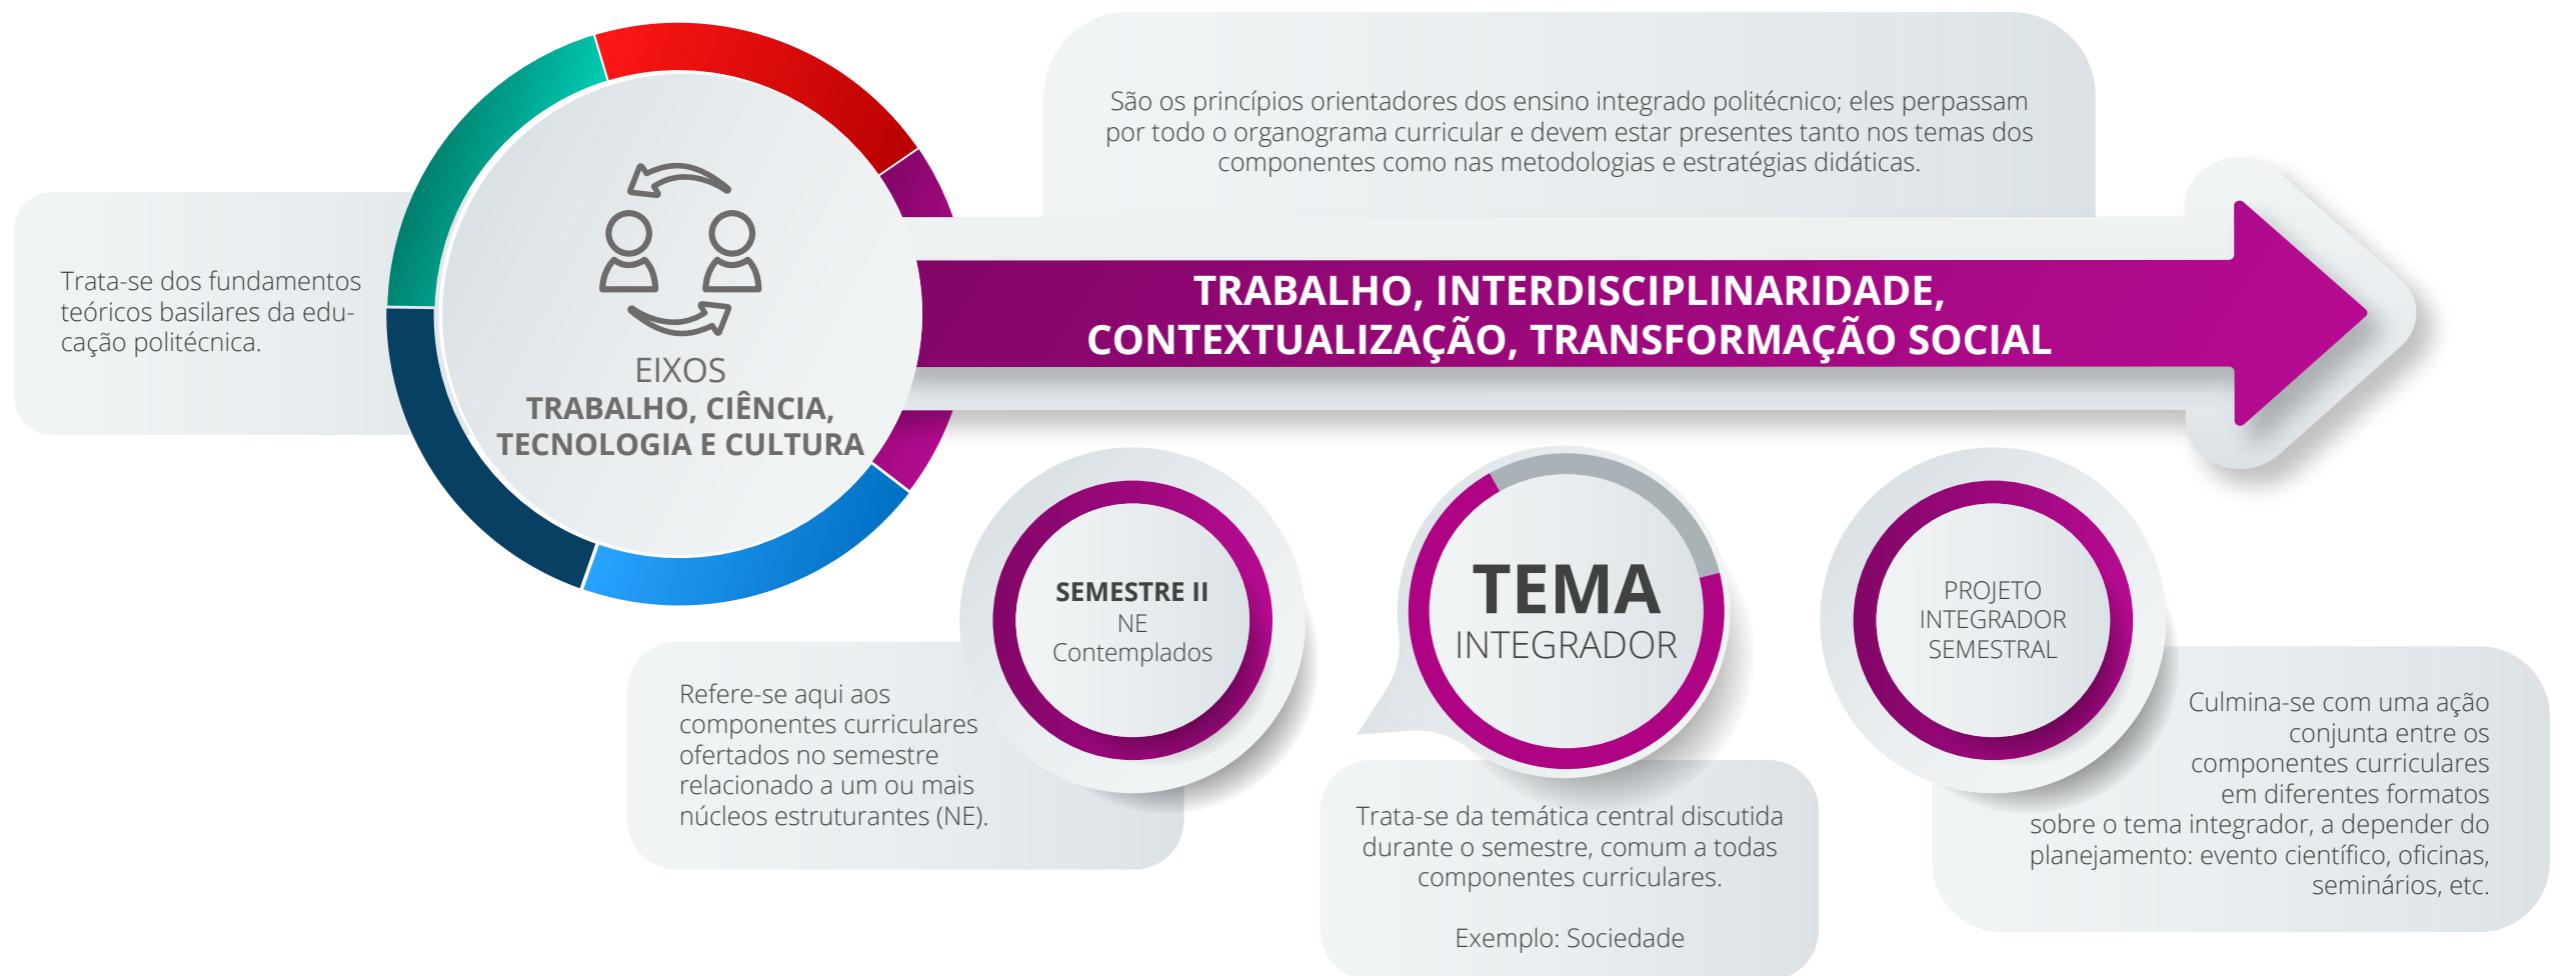 São os princípios orientadores dos ensino integrado politécnico; eles perpassam
por todo o organograma curricular e devem estar presentes tanto nos temas dos
componentes como nas metodologias e estratégias didáticas.
Trata-se dos fundamentos
teóricos basilares da edu-
cação politécnica.
EIXOS
TRABALHO, CIÊNCIA,
TECNOLOGIA E CULTURA
TRABALHO, INTERDISCIPLINARIDADE,
CONTEXTUALIZAÇÃO, TRANSFORMAÇÃO SOCIAL
SEMESTRE II
NE
Contemplados
Refere-se aqui aos
componentes curriculares
ofertados no semestre
relacionado a um ou mais
núcleos estruturantes (NE).
TEMA
INTEGRADOR
Trata-se da temática central discutida
durante o semestre, comum a todas
componentes curriculares.
Exemplo: Sociedade
PROJETO
INTEGRADOR
SEMESTRAL
Culmina-se com uma ação
conjunta entre os
componentes curriculares
em diferentes formatos
sobre o tema integrador, a depender do
planejamento: evento científico, oficinas,
seminários, etc.